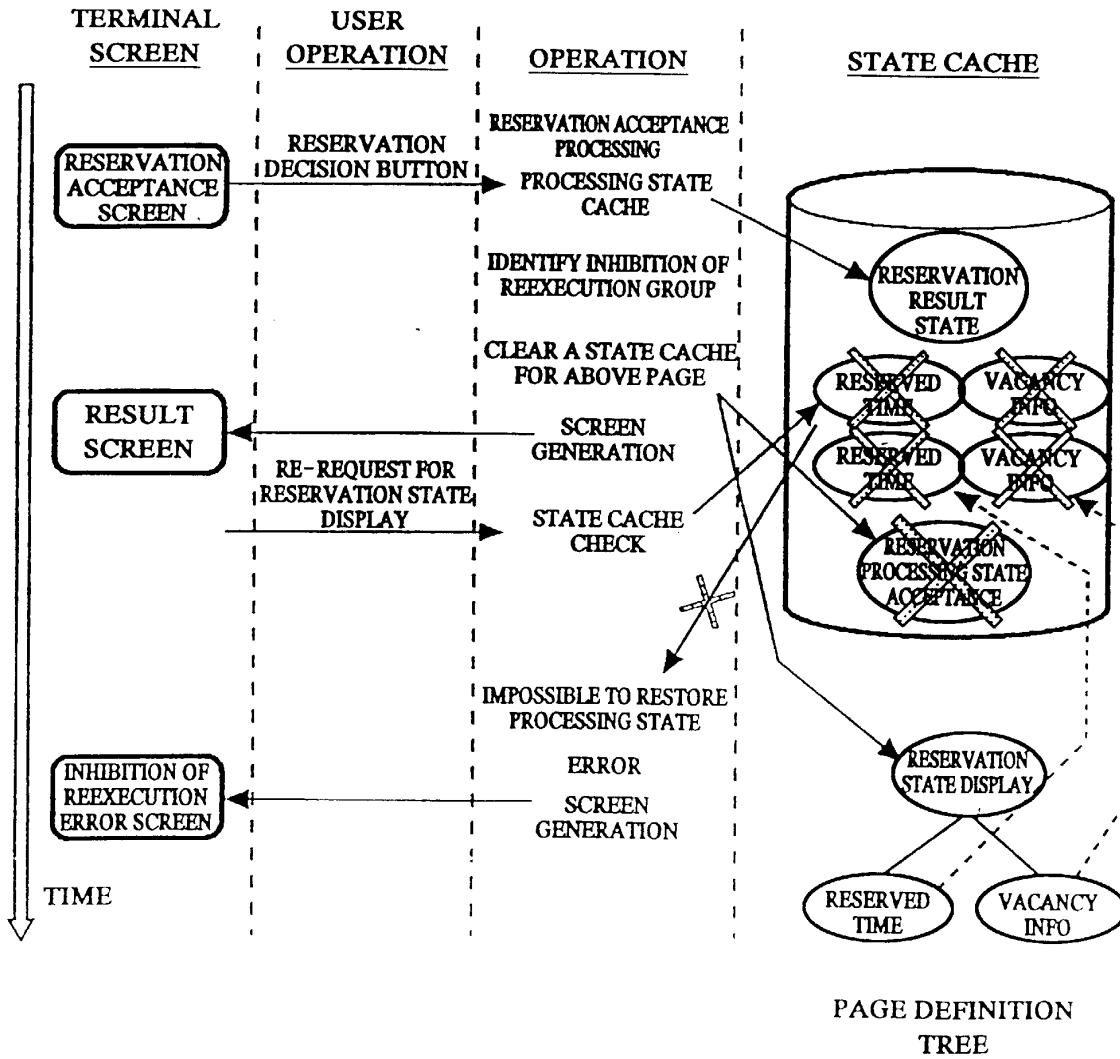 TERMINAL
SCREEN
USER
OPERATION
OPERATION
STATE CACHE
RESERVATION
ACCEPTANCE
SCREEN
RESERVATION
DECISION BUTTON
RESERVATION ACCEPTANCE
PROCESSING
PROCESSING STATE
CACHE
IDENTIFY INHIBITION OF
REEXECUTION GROUP
CLEAR A STATE CACHE
FOR ABOVE PAGE
RESULT
SCREEN
SCREEN
GENERATION
RE-REQUEST FOR
RESERVATION STATE
DISPLAY
STATE CACHE
CHECK
IMPOSSIBLE TO RESTORE
PROCESSING STATE
INHIBITION OF
REEXECUTION
ERROR SCREEN
ERROR
SCREEN
GENERATION
TIME
RESERVATION
RESULT
STATE
RESERVED
TIME
VACANCY
INFO
RESERVED
TIME
VACANCY
INFO
RESERVATION
PROCESSING STATE
ACCEPTANCE
RESERVATION
STATE DISPLAY
RESERVED
TIME
VACANCY
INFO
PAGE DEFINITION
TREE